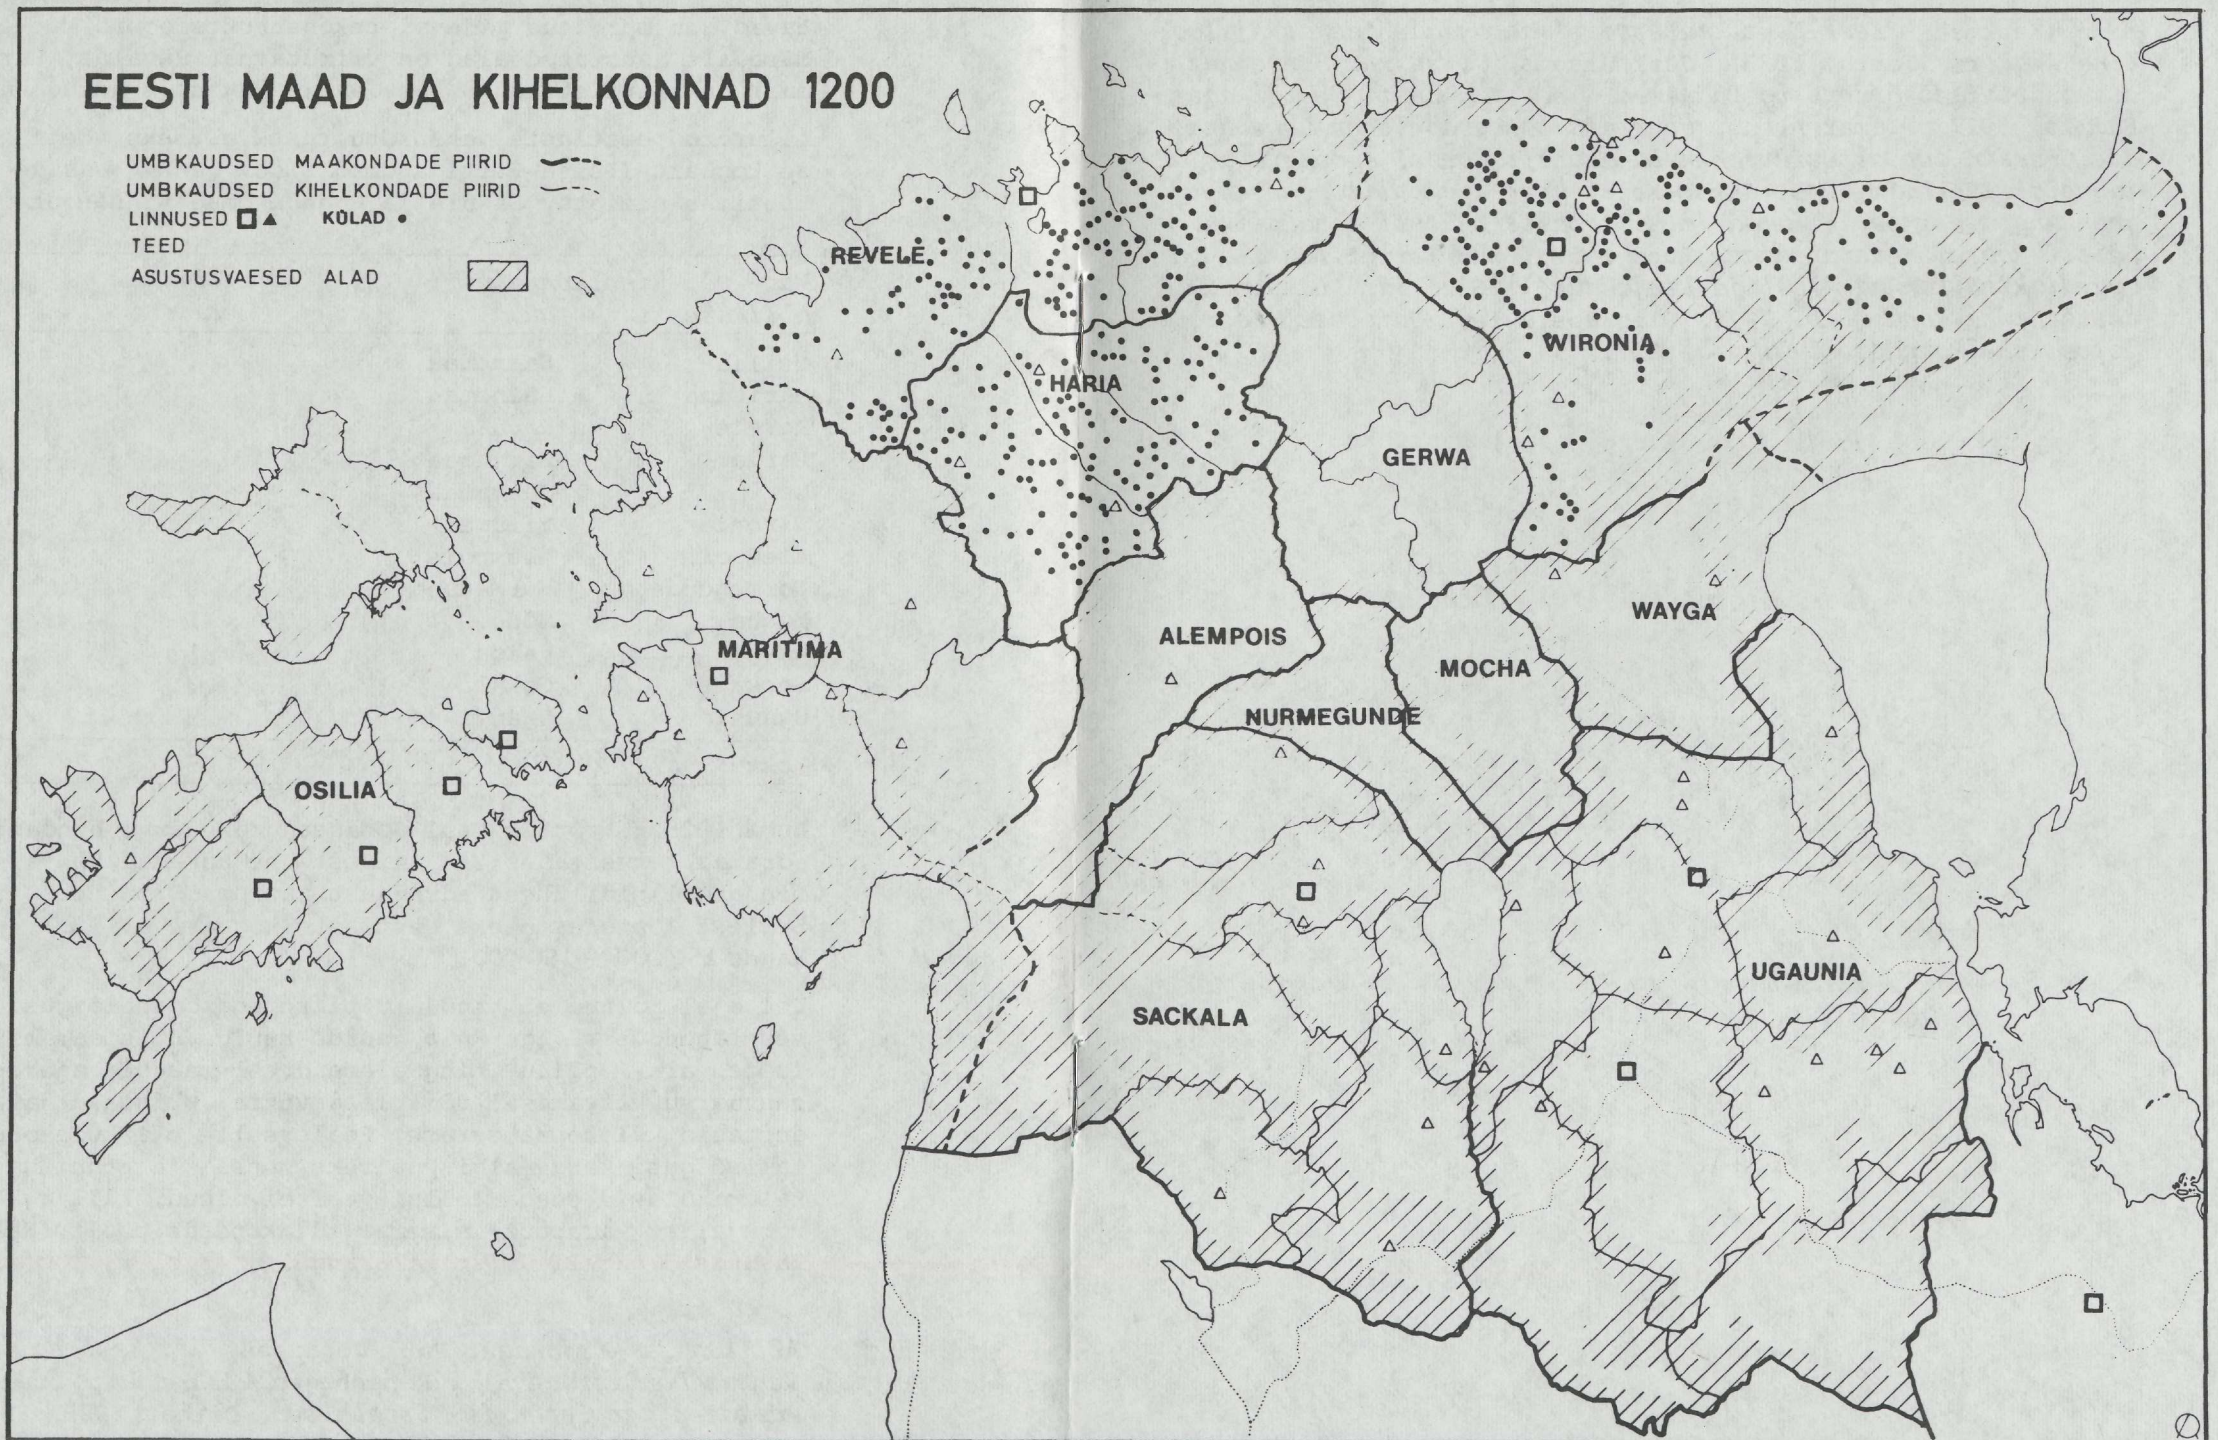 EESTI MAAD JA KIHELKONNAD 1200
UMBKAUDSED MAAKONDADE PIIRID
UMBKAUDSED KIHELKONDADE PIIRID
LINNUSED KÜLAD
TEED
ASUSTUSVAESED ALAD
REVELE
WIRONIA
HARIA
GERWA
WAYGA
ALEMPOIS
MARITIMA
MOCHA
NURMEGUNDE
OSILIA
UGAUNIA
SACKALA